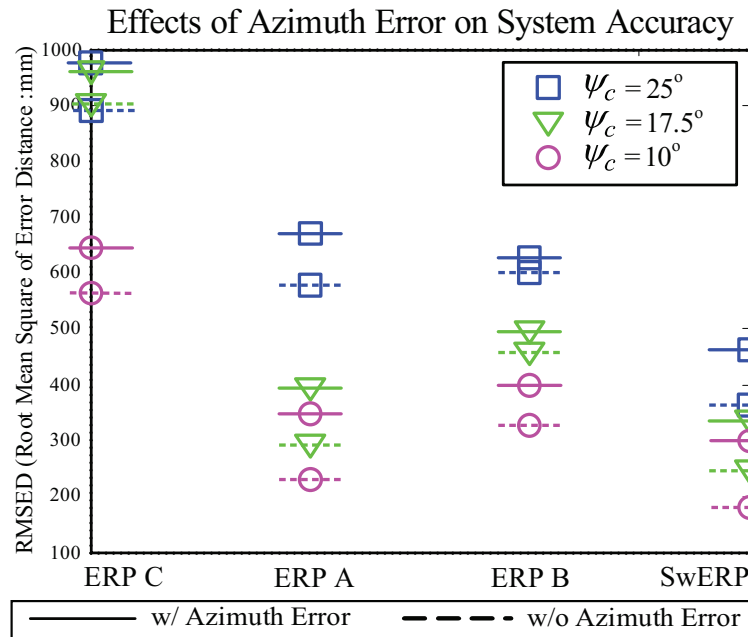 Effects of Azimuth Error on System Accuracy
RMSED (Root Mean Square of Error Distance :mm)
1000
900
800
700
600
500
400
300
200
100
ψc = 25°
ψc = 17.5°
ψc = 10°
ERP C
ERP A
ERP B
SwERP
w/ Azimuth Error
w/o Azimuth Error